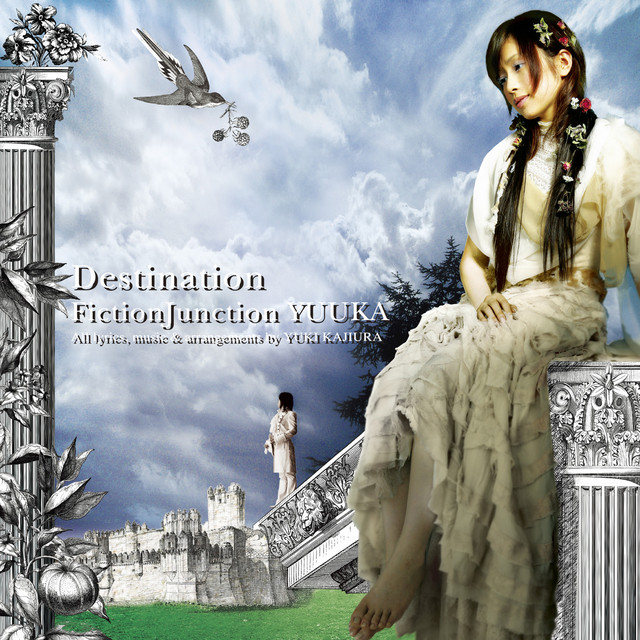 Destination
FictionJunction YUUKA
All lyrics, music & arrangements by YUKI KAJIURA